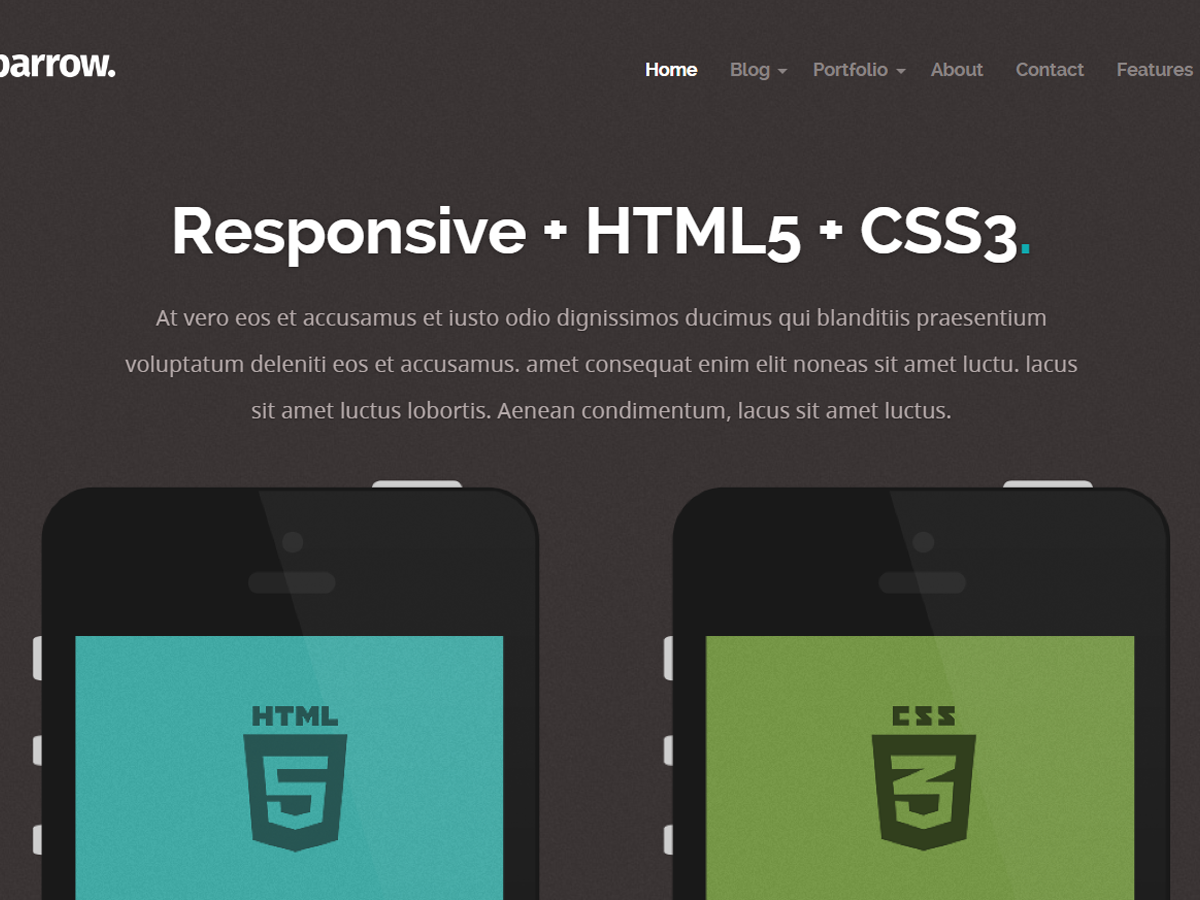 parrow.
Home Blog Portfolio About Contact Features
Responsive + HTML5 + CSS3.
At vero eos et accusamus et iusto odio dignissimos ducimus qui blanditiis praesentium
voluptatum deleniti eos et accusamus. amet consequat enim elit noneas sit amet luctu. lacus
sit amet luctus lobortis. Aenean condimentum, lacus sit amet luctus.
HTML CSS
5 3